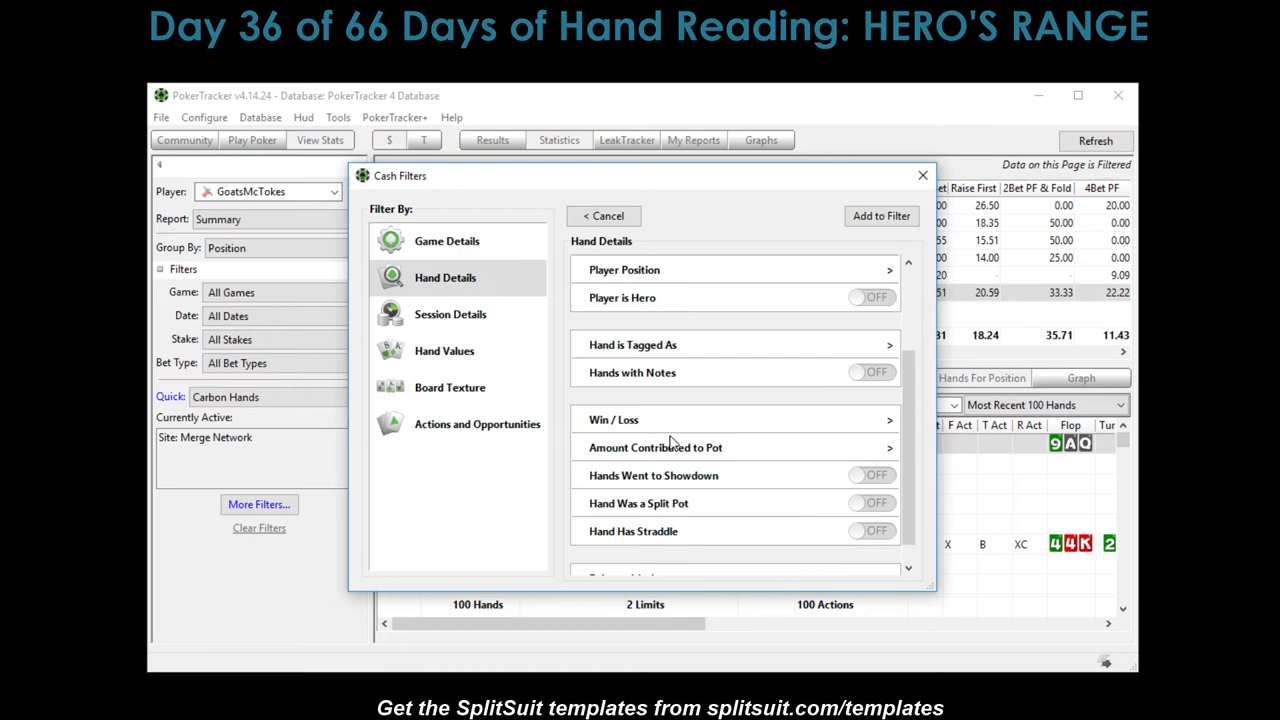 Day 36 of 66 Days of Hand Reading: HERO'S RANGE
PokerTracker v4.14.24 - Database: PokerTracker 4 Database
File Configure Database Hud Tools PokerTracker+ Help
Community Play Poker View Stats $ T Results Statistics LeakTracker My Reports Graphs Refresh
Data on this Page is Filtered
Cash Filters
Player: GoatsMcTokes
Report: Summary
Group By: Position
Filters
Game: All Games
Date: All Dates
Stake: All Stakes
Bet Type: All Bet Types
Quick: Carbon Hands
Currently Active:
Site: Merge Network
More Filters...
Clear Filters
Filter By:
Game Details
Hand Details
Session Details
Hand Values
Board Texture
Actions and Opportunities
< Cancel Add to Filter
Hand Details
Player Position >
Player is Hero OFF
Hand is Tagged As >
Hands with Notes OFF
Win / Loss >
Amount Contributed to Pot >
Hands Went to Showdown OFF
Hand Was a Split Pot OFF
Hand Has Straddle OFF
Raise First 2Bet PF & Fold 4Bet PF
26.50 0.00 20.00
18.35 50.00 0.00
15.51 50.00 0.00
14.00 25.00 0.00
- - 9.09
20.59 33.33 22.22
18.24 35.71 11.43
Hands For Position Graph
Most Recent 100 Hands
F Act T Act R Act Flop Tur
9 A Q
X B XC 4 4 K 2
100 Hands 2 Limits 100 Actions
Get the SplitSuit templates from splitsuit.com/templates